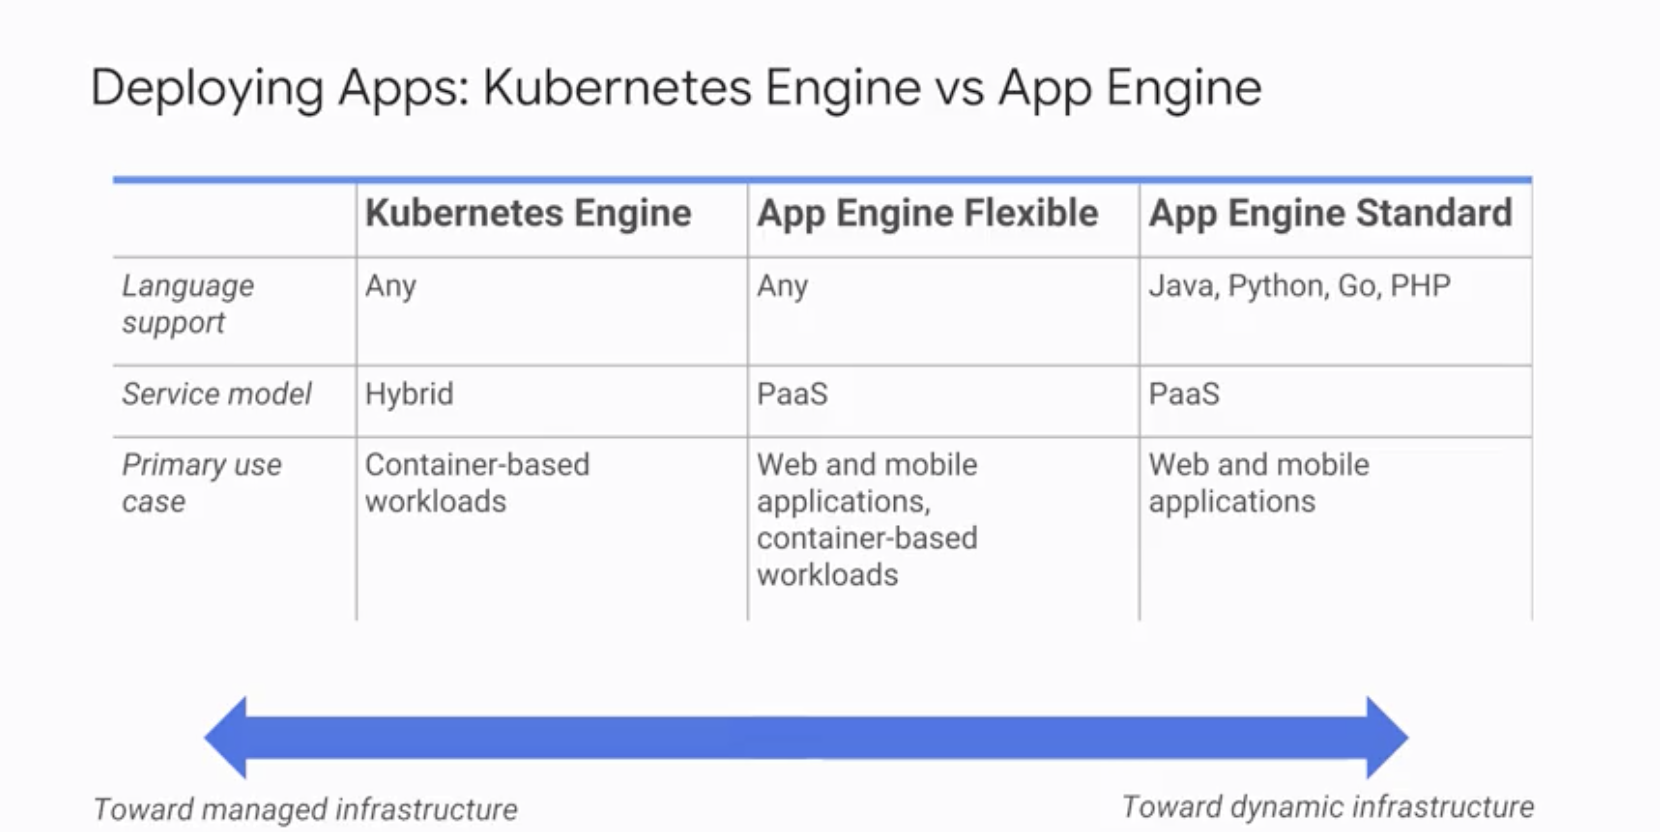 Deploying Apps: Kubernetes Engine vs App Engine
Kubernetes Engine
App Engine Flexible
App Engine Standard
Language
support
Any
Any
Java, Python, Go, PHP
Service model
Hybrid
PaaS
PaaS
Primary use
case
Container-based
workloads
Web and mobile
applications,
container-based
workloads
Web and mobile
applications
Toward managed infrastructure
Toward dynamic infrastructure